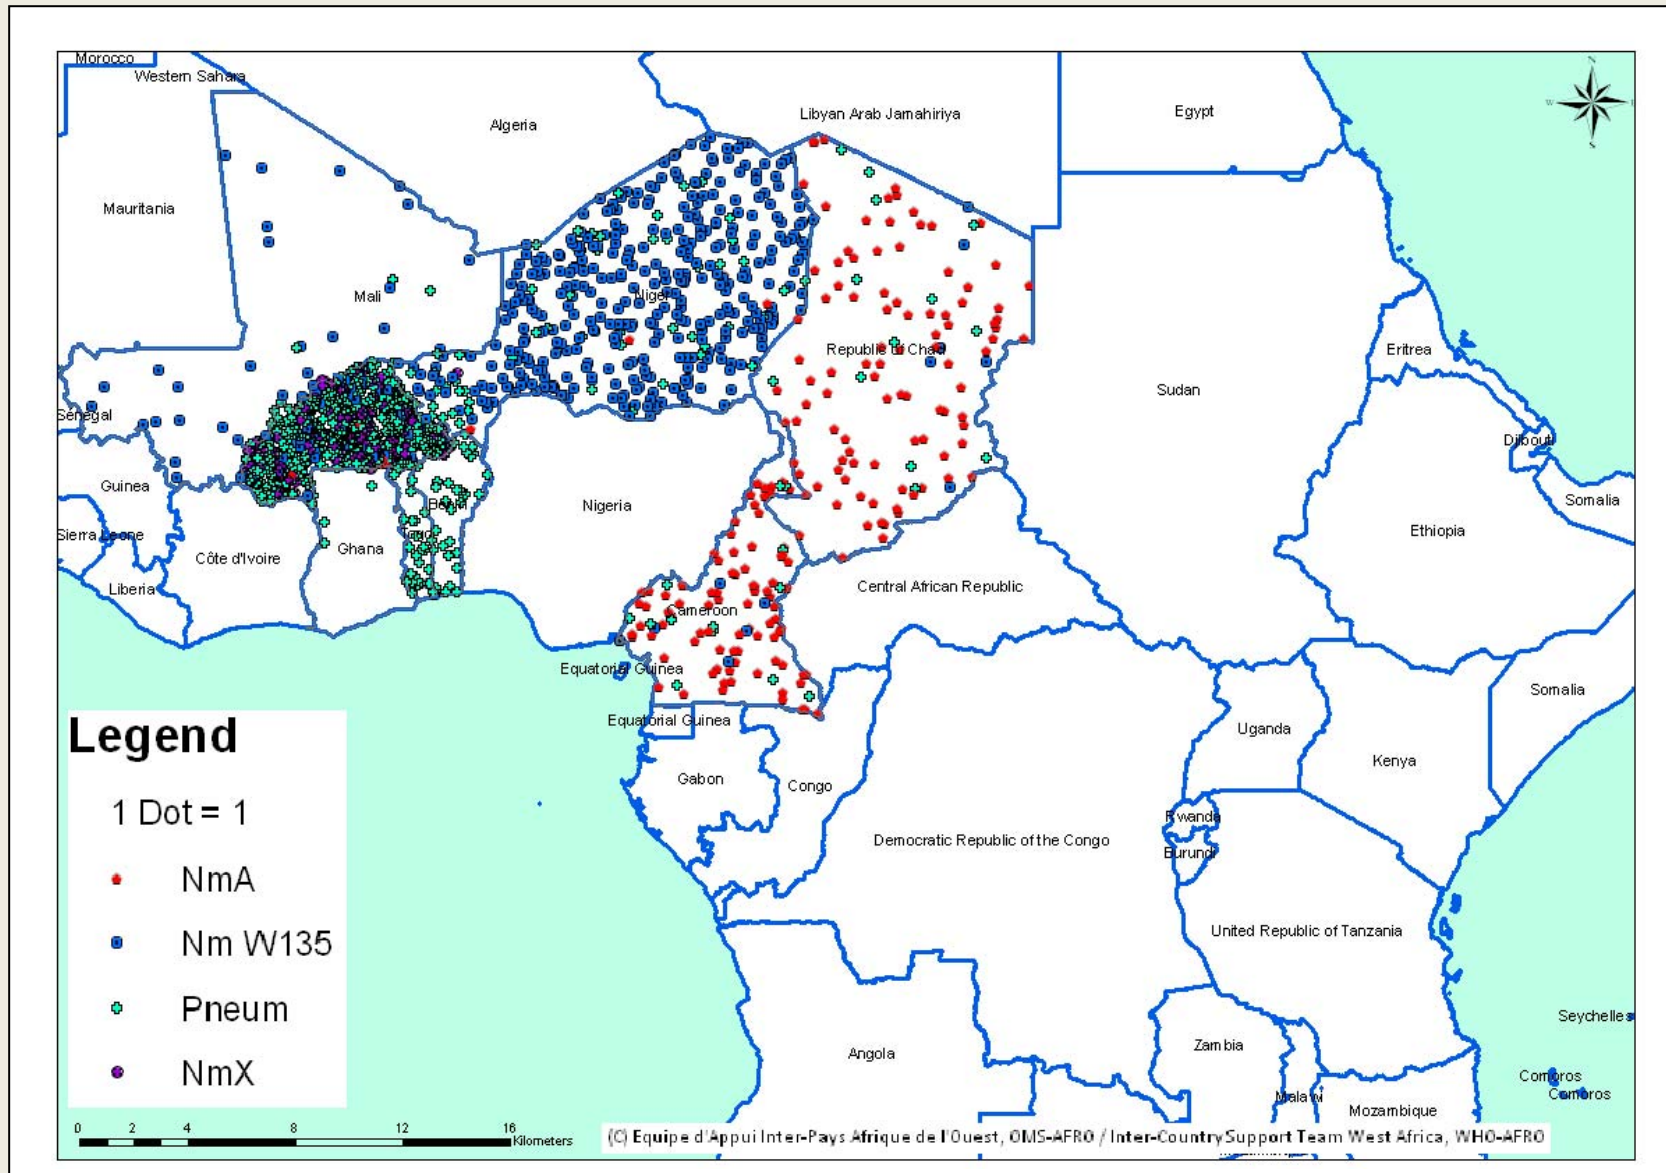 Morocco
Western Sahara
Algeria
Libyan Arab Jamahiriya
Egypt
N
W
S
Mauritania
Mali
Niger
Republic of Chad
Sudan
Eritrea
Sénégal
Djibouti
Guinea
Nigeria
Benin
Togo
Somalia
Ethiopia
Sierra Leone
Côte d'Ivoire
Ghana
Liberia
Central African Republic
Cameroon
Equatorial Guinea
Equatorial Guinea
Somalia
Uganda
Kenya
Gabon
Congo
Rwanda
Burundi
Democratic Republic of the Congo
United Republic of Tanzania
Seychelles
Angola
Zambia
Comoros
Comoros
Malawi
Mozambique
Legend
1 Dot = 1
NmA
Nm W135
Pneum
NmX
0 2 4 8 12 16
Kilometers
(C) Equipe d'Appui Inter-Pays Afrique de l'Ouest, OMS-AFRO / Inter-Country Support Team West Africa, WHO-AFRO